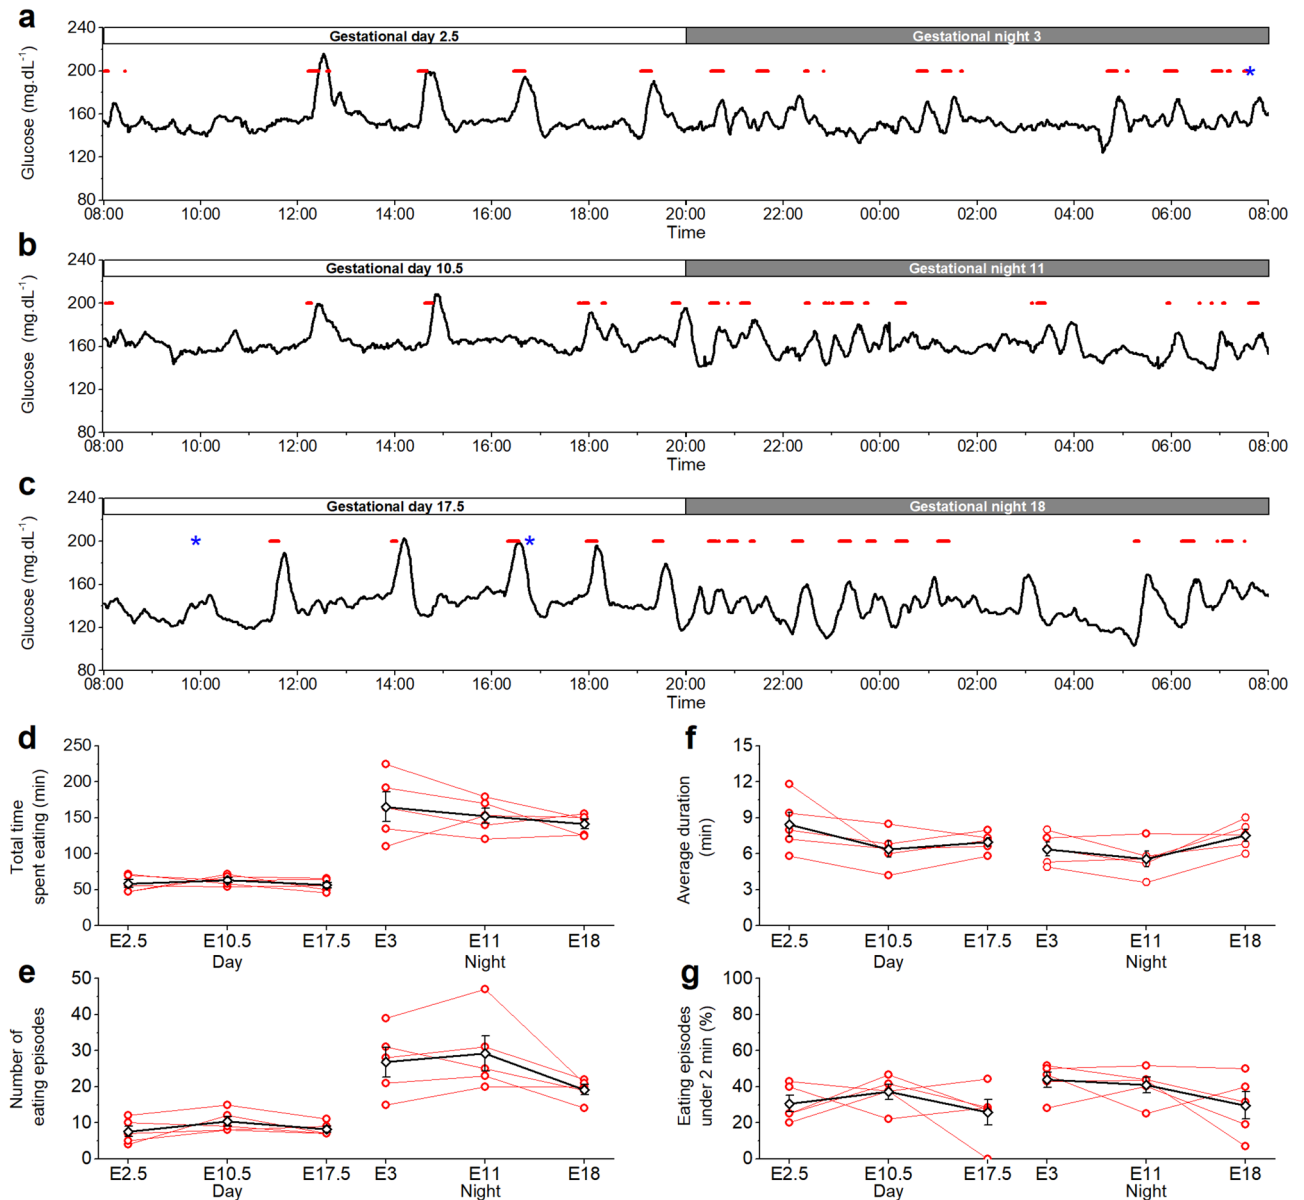 a
Gestational day 2.5 Gestational night 3
240
200
160
120
80
Glucose (mg.dL-1)
*
08:00 10:00 12:00 14:00 16:00 18:00 20:00 22:00 00:00 02:00 04:00 06:00 08:00
Time
b
Gestational day 10.5 Gestational night 11
240
200
160
120
80
Glucose (mg.dL-1)
08:00 10:00 12:00 14:00 16:00 18:00 20:00 22:00 00:00 02:00 04:00 06:00 08:00
Time
c
Gestational day 17.5 Gestational night 18
240
200
160
120
80
Glucose (mg.dL-1)
* *
08:00 10:00 12:00 14:00 16:00 18:00 20:00 22:00 00:00 02:00 04:00 06:00 08:00
Time
d
250
200
150
100
50
0
Total time
spent eating (min)
E2.5 E10.5 E17.5 E3 E11 E18
Day Night
f
15
12
9
6
3
0
Average duration
(min)
E2.5 E10.5 E17.5 E3 E11 E18
Day Night
e
50
40
30
20
10
0
Number of
eating episodes
E2.5 E10.5 E17.5 E3 E11 E18
Day Night
g
100
80
60
40
20
0
Eating episodes
under 2 min (%)
E2.5 E10.5 E17.5 E3 E11 E18
Day Night